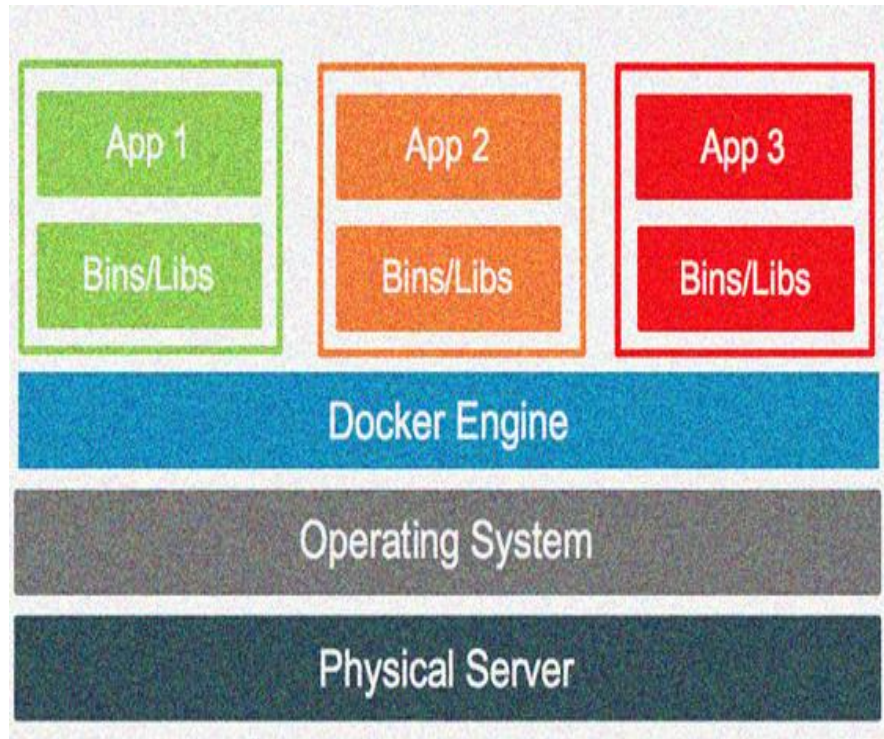 App 1
App 2
App 3
Bins/Libs
Bins/Libs
Bins/Libs
Docker Engine
Operating System
Physical Server